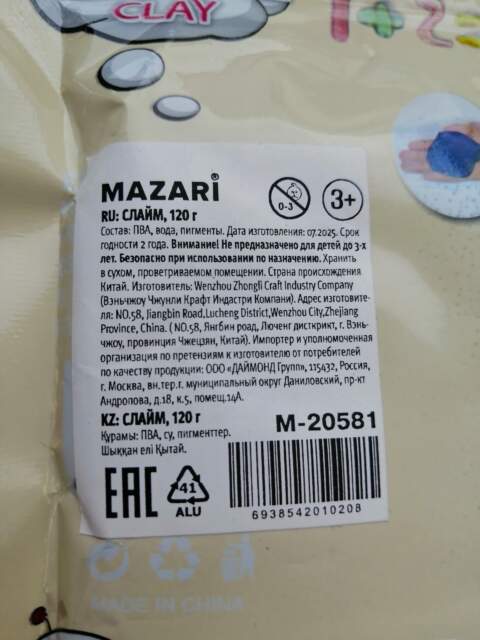 CLAY
1+2=
MAZARi®
0-3
3+
RU: СЛАЙМ, 120 г
Состав: ПВА, вода, пигменты. Дата изготовления: 07.2025. Срок
годности 2 года. Внимание! Не предназначено для детей до 3-х
лет. Безопасно при использовании по назначению. Хранить
в сухом, проветриваемом помещении. Страна происхождения
Китай. Изготовитель: Wenzhou Zhongli Craft Industry Company
(Вэньчжоу Чжунли Крафт Индастри Компани). Адрес изготовите-
ля: NO.58, Jiangbin Road,Lucheng District,Wenzhou City,Zhejiang
Province, China. ( NO.58, Янгбин роад, Люченг дистрикт, г. Вэнь-
чжоу, провинция Чжецзян, Китай). Импортер и уполномоченная
организация по претензиям к изготовителю от потребителей
по качеству продукции: ООО «ДАЙМОНД Групп», 115432, Россия,
г. Москва, вн.тер.г. муниципальный округ Даниловский, пр-кт
Андропова, д.18, к.5, помещ.14А.
KZ: СЛАЙМ, 120 г
Құрамы: ПВА, су, пигменттер.
Шыққан елі Қытай.
M-20581
EAC
41
ALU
6938542010208
MADE IN CHINA